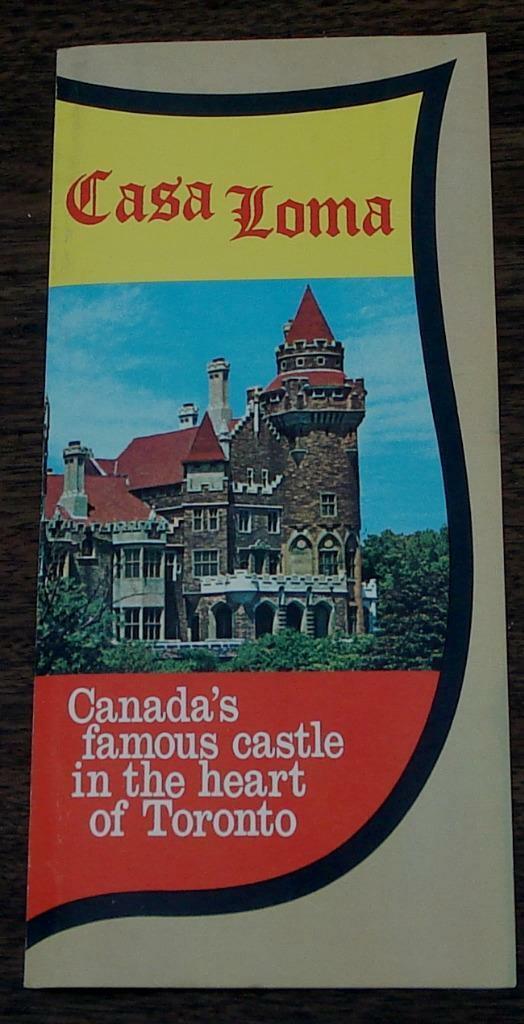 Casa Loma
Canada's
famous castle
in the heart
of Toronto